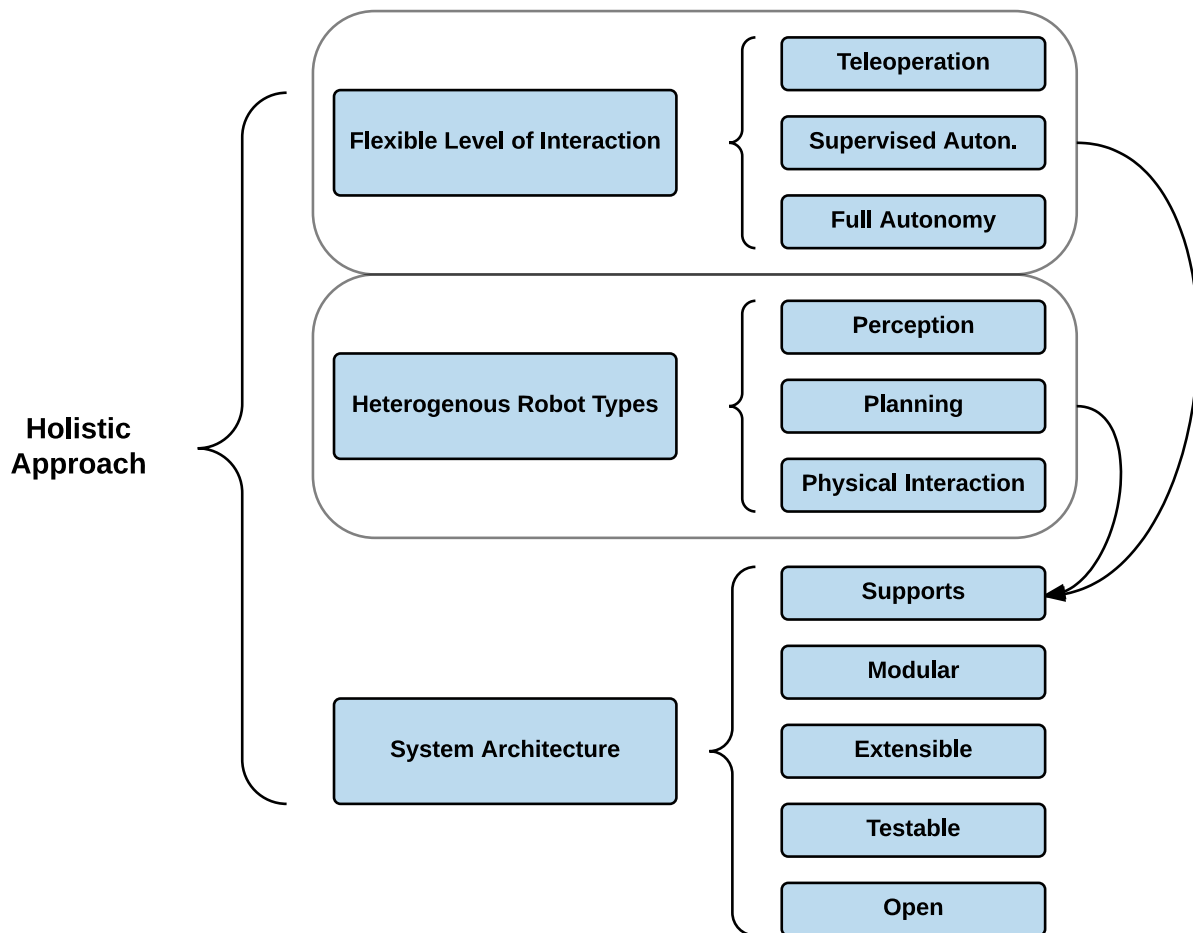 Holistic
Approach
Flexible Level of Interaction
Teleoperation
Supervised Auton.
Full Autonomy
Heterogenous Robot Types
Perception
Planning
Physical Interaction
System Architecture
Supports
Modular
Extensible
Testable
Open